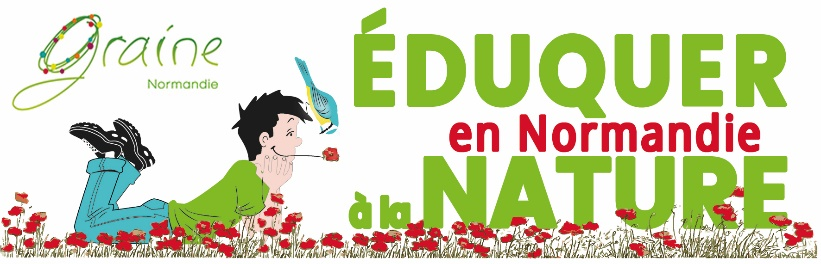 graine
Normandie
ÉDUQUER
en Normandie
à la NATURE